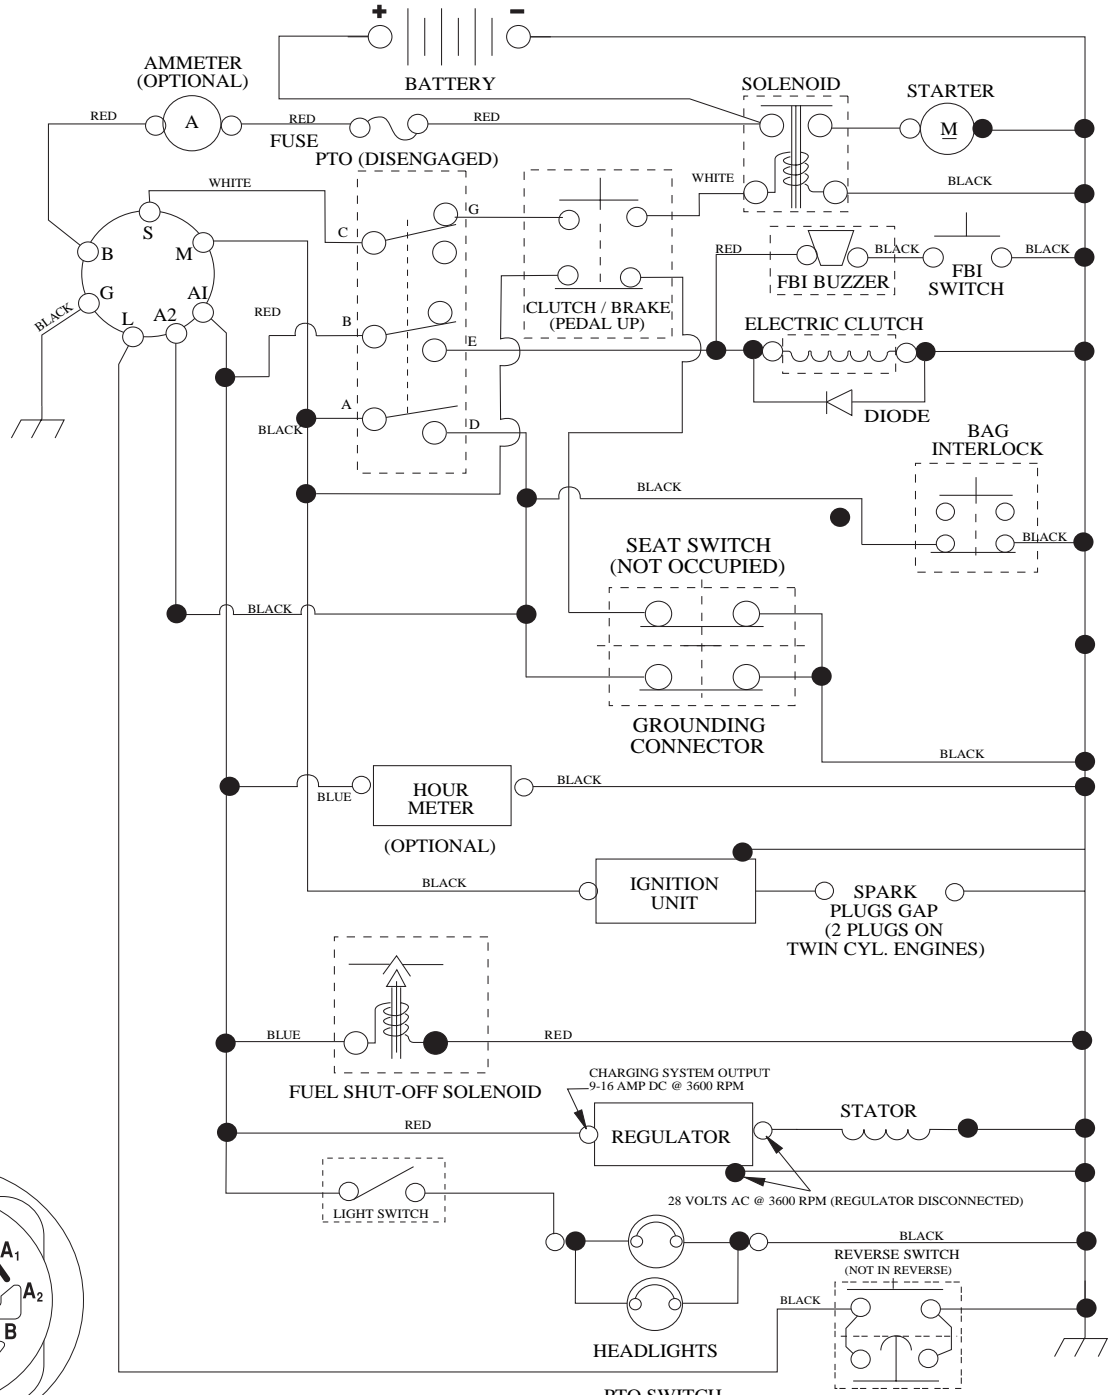 + −
BATTERY
AMMETER
(OPTIONAL)
SOLENOID
STARTER
RED
A
RED
FUSE
RED
M
PTO (DISENGAGED)
WHITE
WHITE
BLACK
S
G
C
B
M
RED
BLACK
BLACK
FBI BUZZER
FBI
SWITCH
G
AI
L
A2
BLACK
RED
B
CLUTCH / BRAKE
(PEDAL UP)
ELECTRIC CLUTCH
E
A
BLACK
D
DIODE
BAG
INTERLOCK
BLACK
BLACK
SEAT SWITCH
(NOT OCCUPIED)
BLACK
GROUNDING
CONNECTOR
BLACK
BLUE
HOUR
METER
BLACK
(OPTIONAL)
BLACK
IGNITION
UNIT
SPARK
PLUGS GAP
(2 PLUGS ON
TWIN CYL. ENGINES)
BLUE
RED
FUEL SHUT-OFF SOLENOID
CHARGING SYSTEM OUTPUT
9-16 AMP DC @ 3600 RPM
RED
REGULATOR
STATOR
28 VOLTS AC @ 3600 RPM (REGULATOR DISCONNECTED)
LIGHT SWITCH
BLACK
REVERSE SWITCH
(NOT IN REVERSE)
BLACK
HEADLIGHTS
A1
A2
B
PTO SWITCH